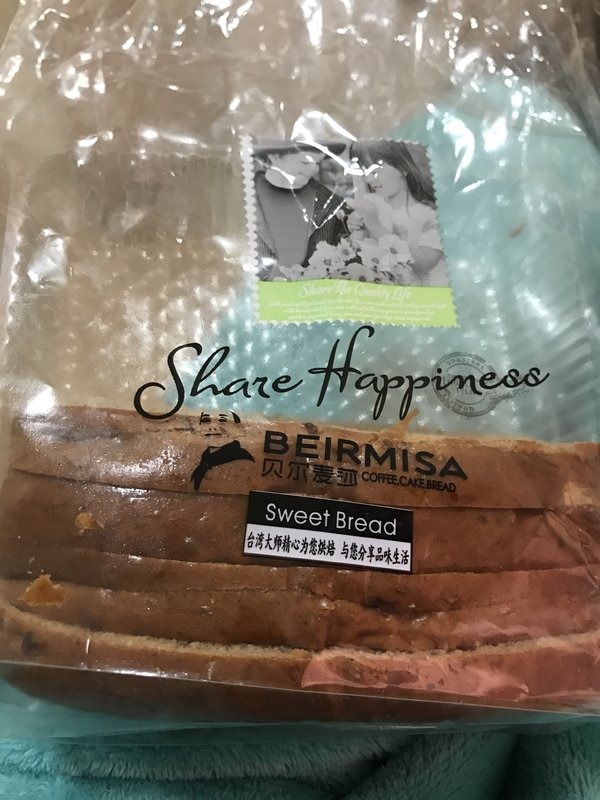 Share The Quality Life
Share Happiness
BEIRMISA
贝尔麦莎 COFFEE.CAKE.BREAD
Sweet Bread
台湾大师精心为您烘焙 与您分享品味生活